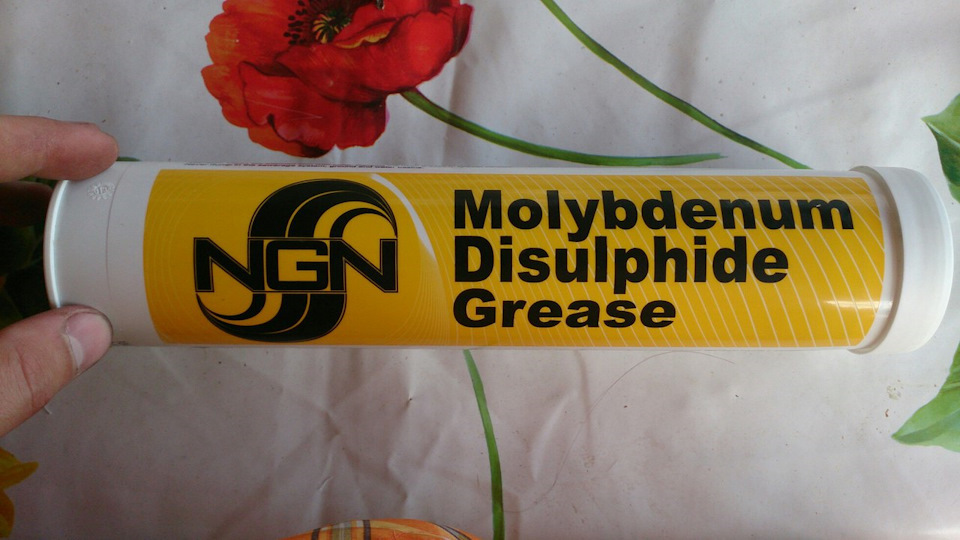 NGN
Molybdenum
Disulphide
Grease